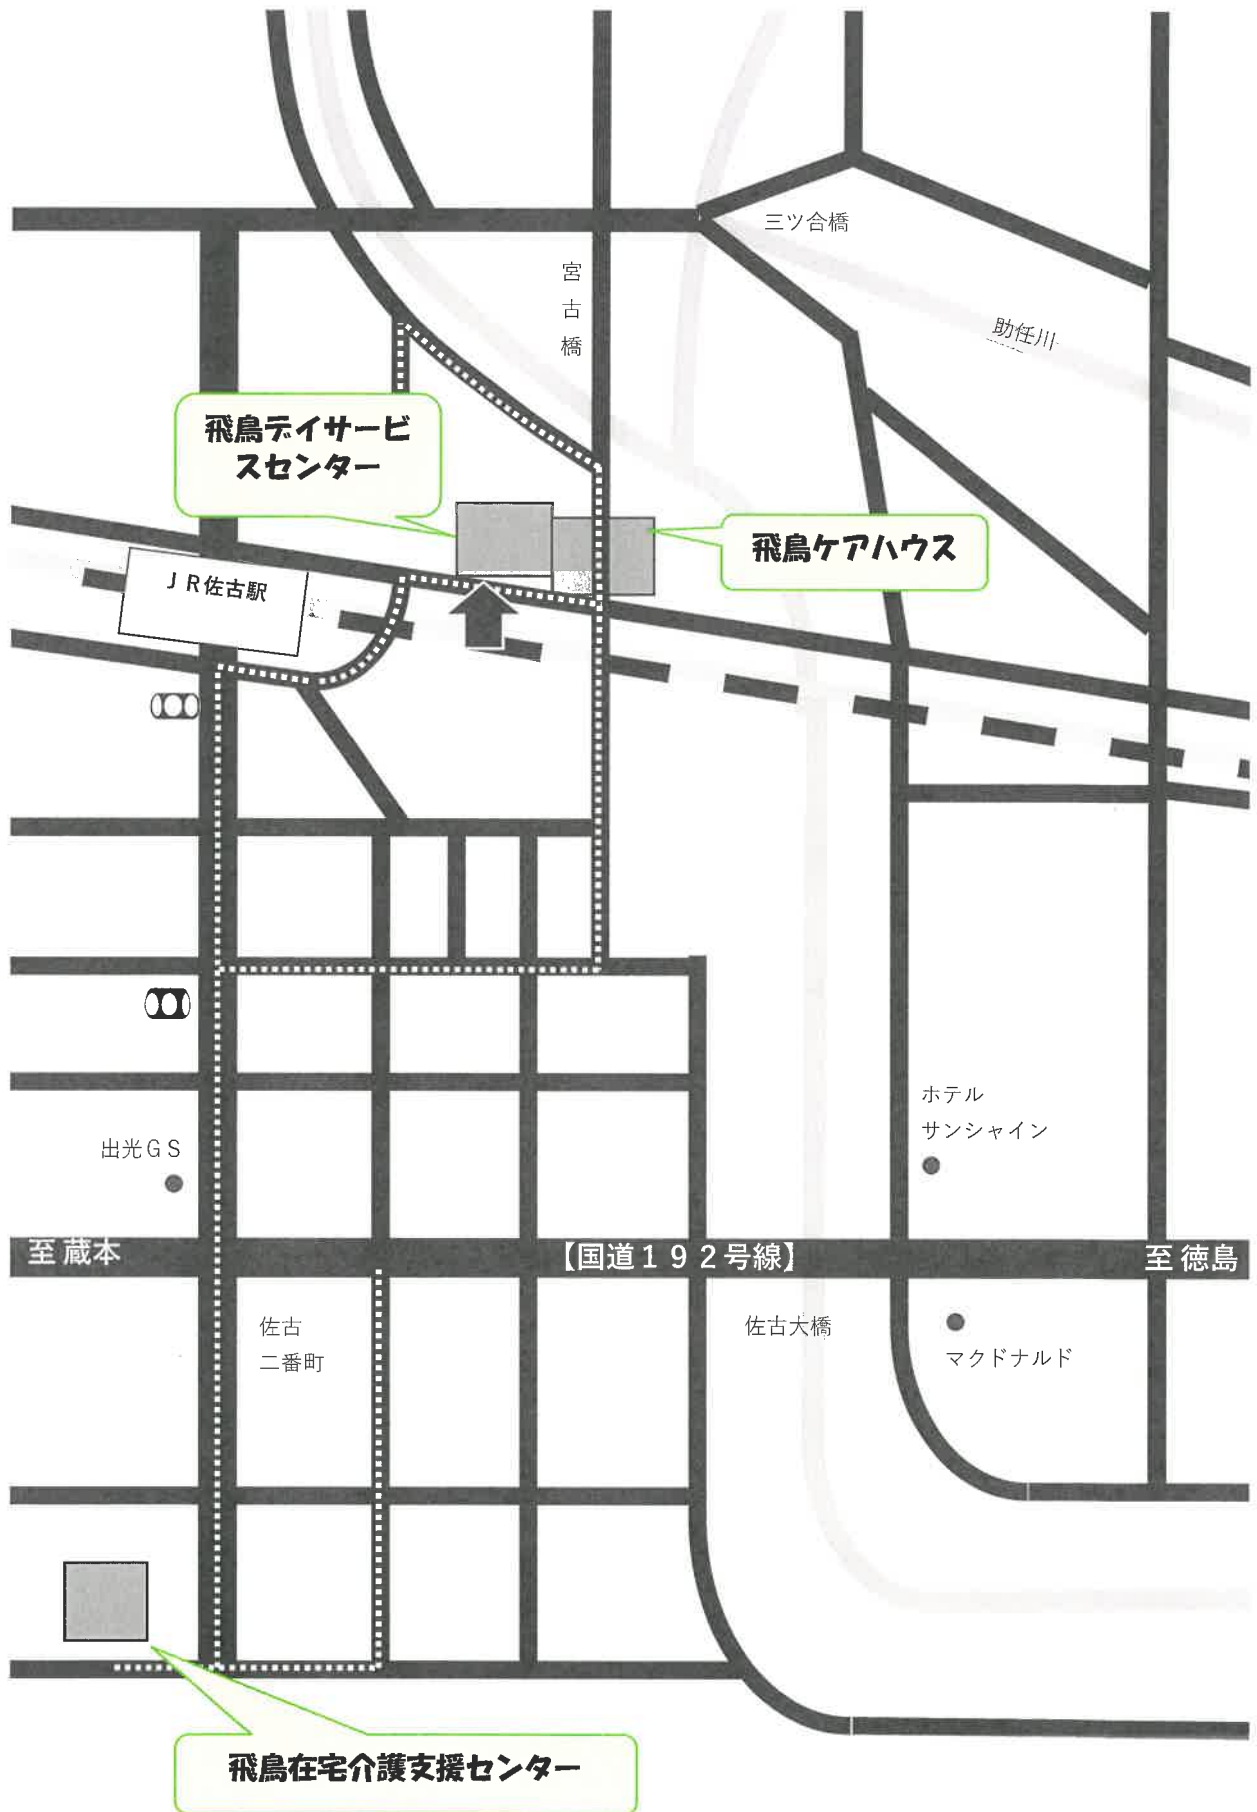 三ツ合橋
宮古橋
助任川
飛鳥デイサービ
スセンター
飛鳥ケアハウス
ＪＲ佐古駅
ホテル
サンシャイン
出光ＧＳ
至 蔵本
【国道１９２号線】
至 徳島
佐古
二番町
佐古大橋
マクドナルド
飛鳥在宅介護支援センター